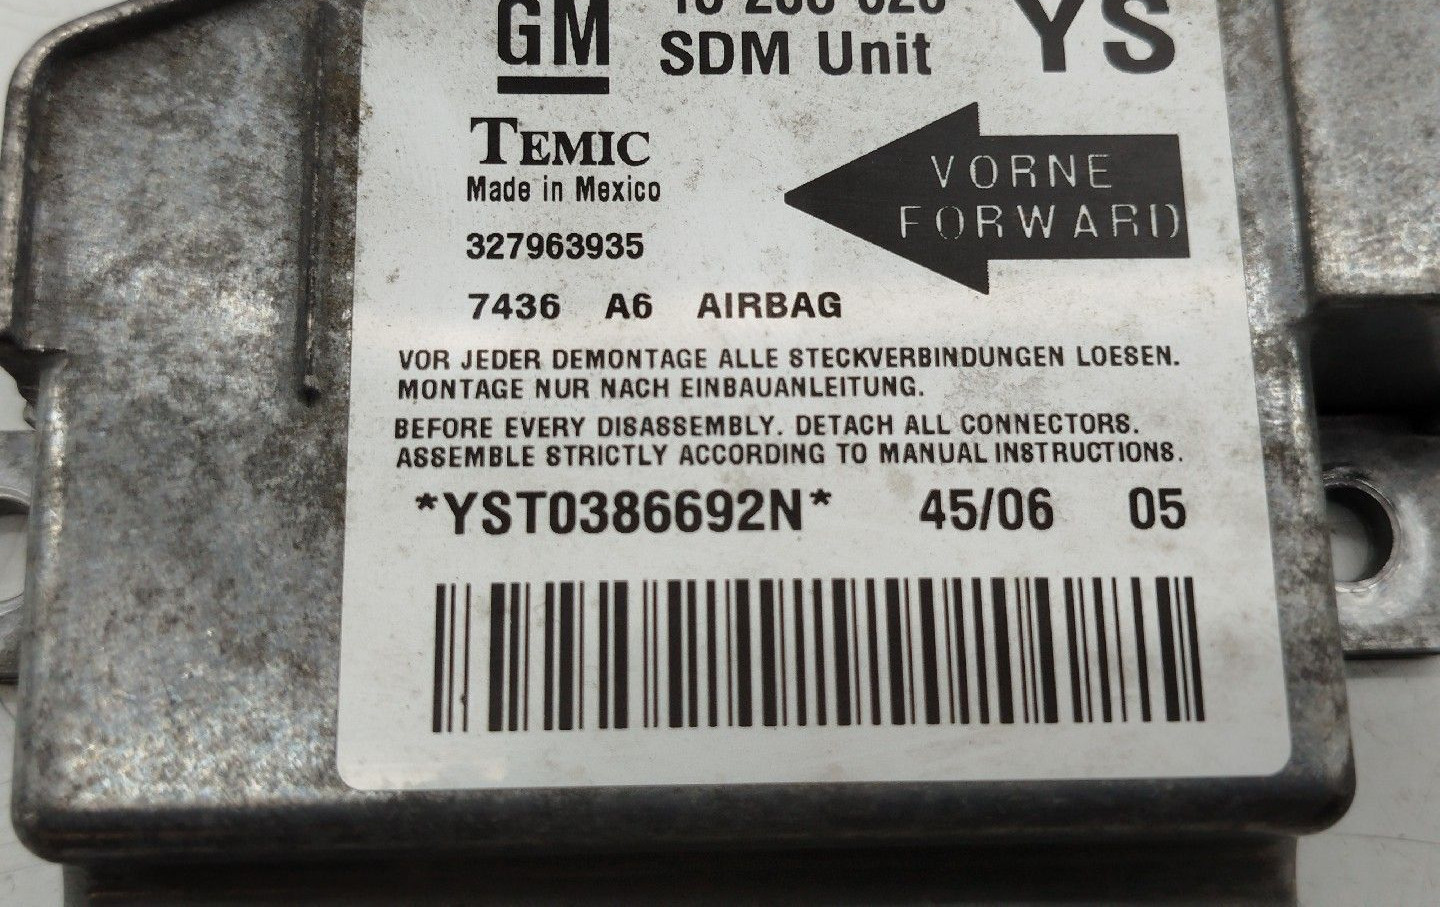 GM
SDM Unit
YS
TEMIC
Made in Mexico
327963935
VORNE
FORWARD
7436 A6 AIRBAG
VOR JEDER DEMONTAGE ALLE STECKVERBINDUNGEN LOESEN.
MONTAGE NUR NACH EINBAUANLEITUNG.
BEFORE EVERY DISASSEMBLY. DETACH ALL CONNECTORS.
ASSEMBLE STRICTLY ACCORDING TO MANUAL INSTRUCTIONS.
*YST0386692N* 45/06 05